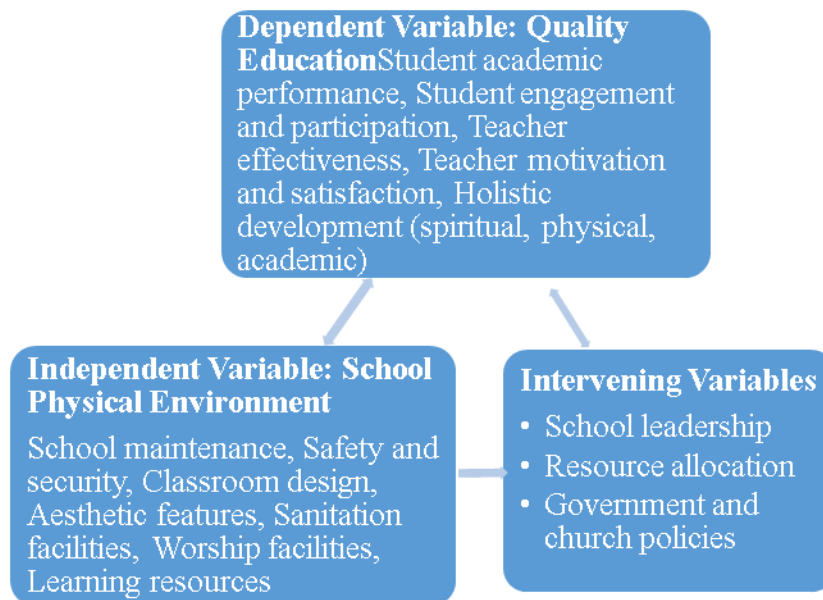 Dependent Variable: Quality
EducationStudent academic
performance, Student engagement
and participation, Teacher
effectiveness, Teacher motivation
and satisfaction, Holistic
development (spiritual, physical,
academic)
Independent Variable: School
Physical Environment
School maintenance, Safety and
security, Classroom design,
Aesthetic features, Sanitation
facilities, Worship facilities,
Learning resources
Intervening Variables
• School leadership
• Resource allocation
• Government and
church policies